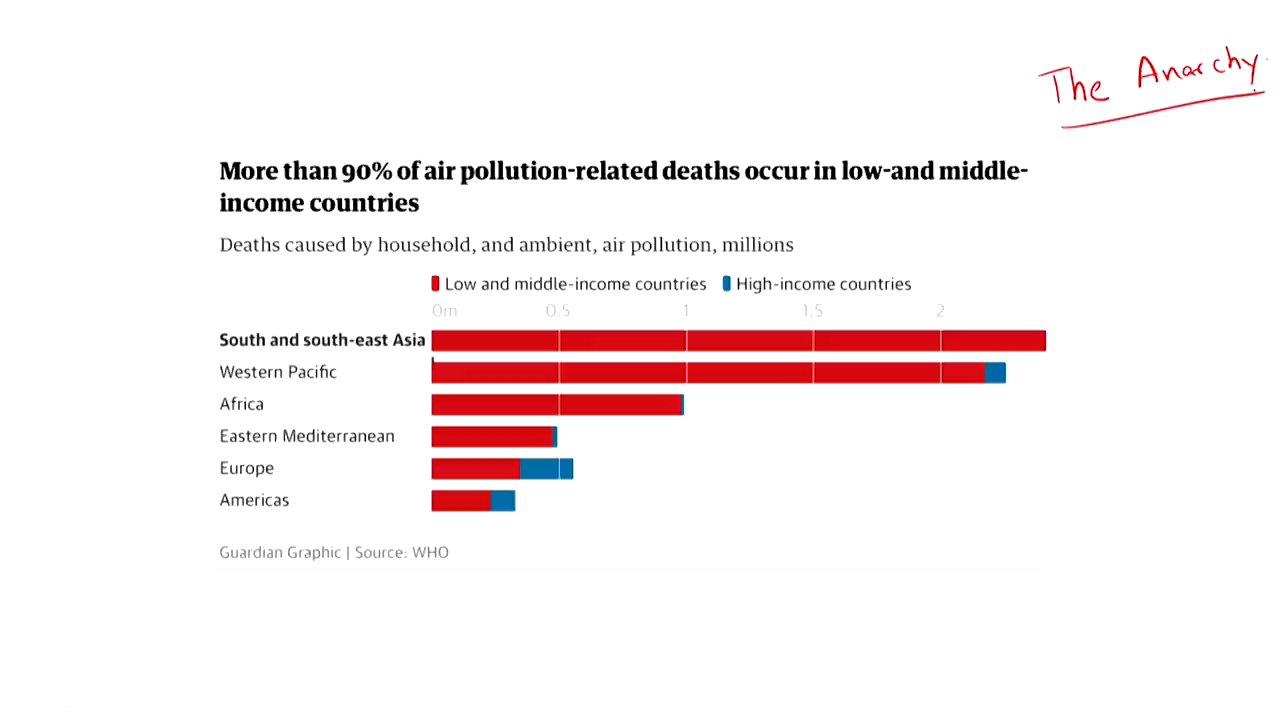 The Anarchy.
More than 90% of air pollution-related deaths occur in low-and middle-
income countries
Deaths caused by household, and ambient, air pollution, millions
Low and middle-income countries High-income countries
0m 0.5 1 1.5 2
South and south-east Asia
Western Pacific
Africa
Eastern Mediterranean
Europe
Americas
Guardian Graphic | Source: WHO